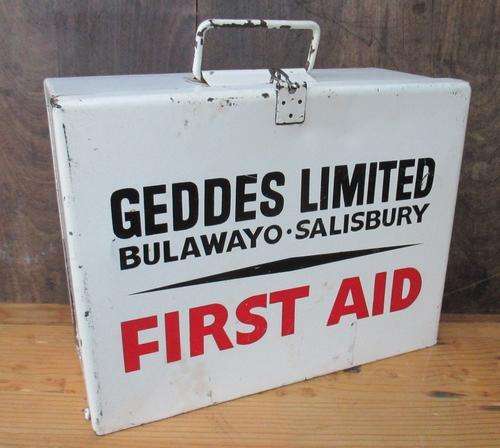 GEDDES LIMITED
BULAWAYO·SALISBURY
FIRST AID